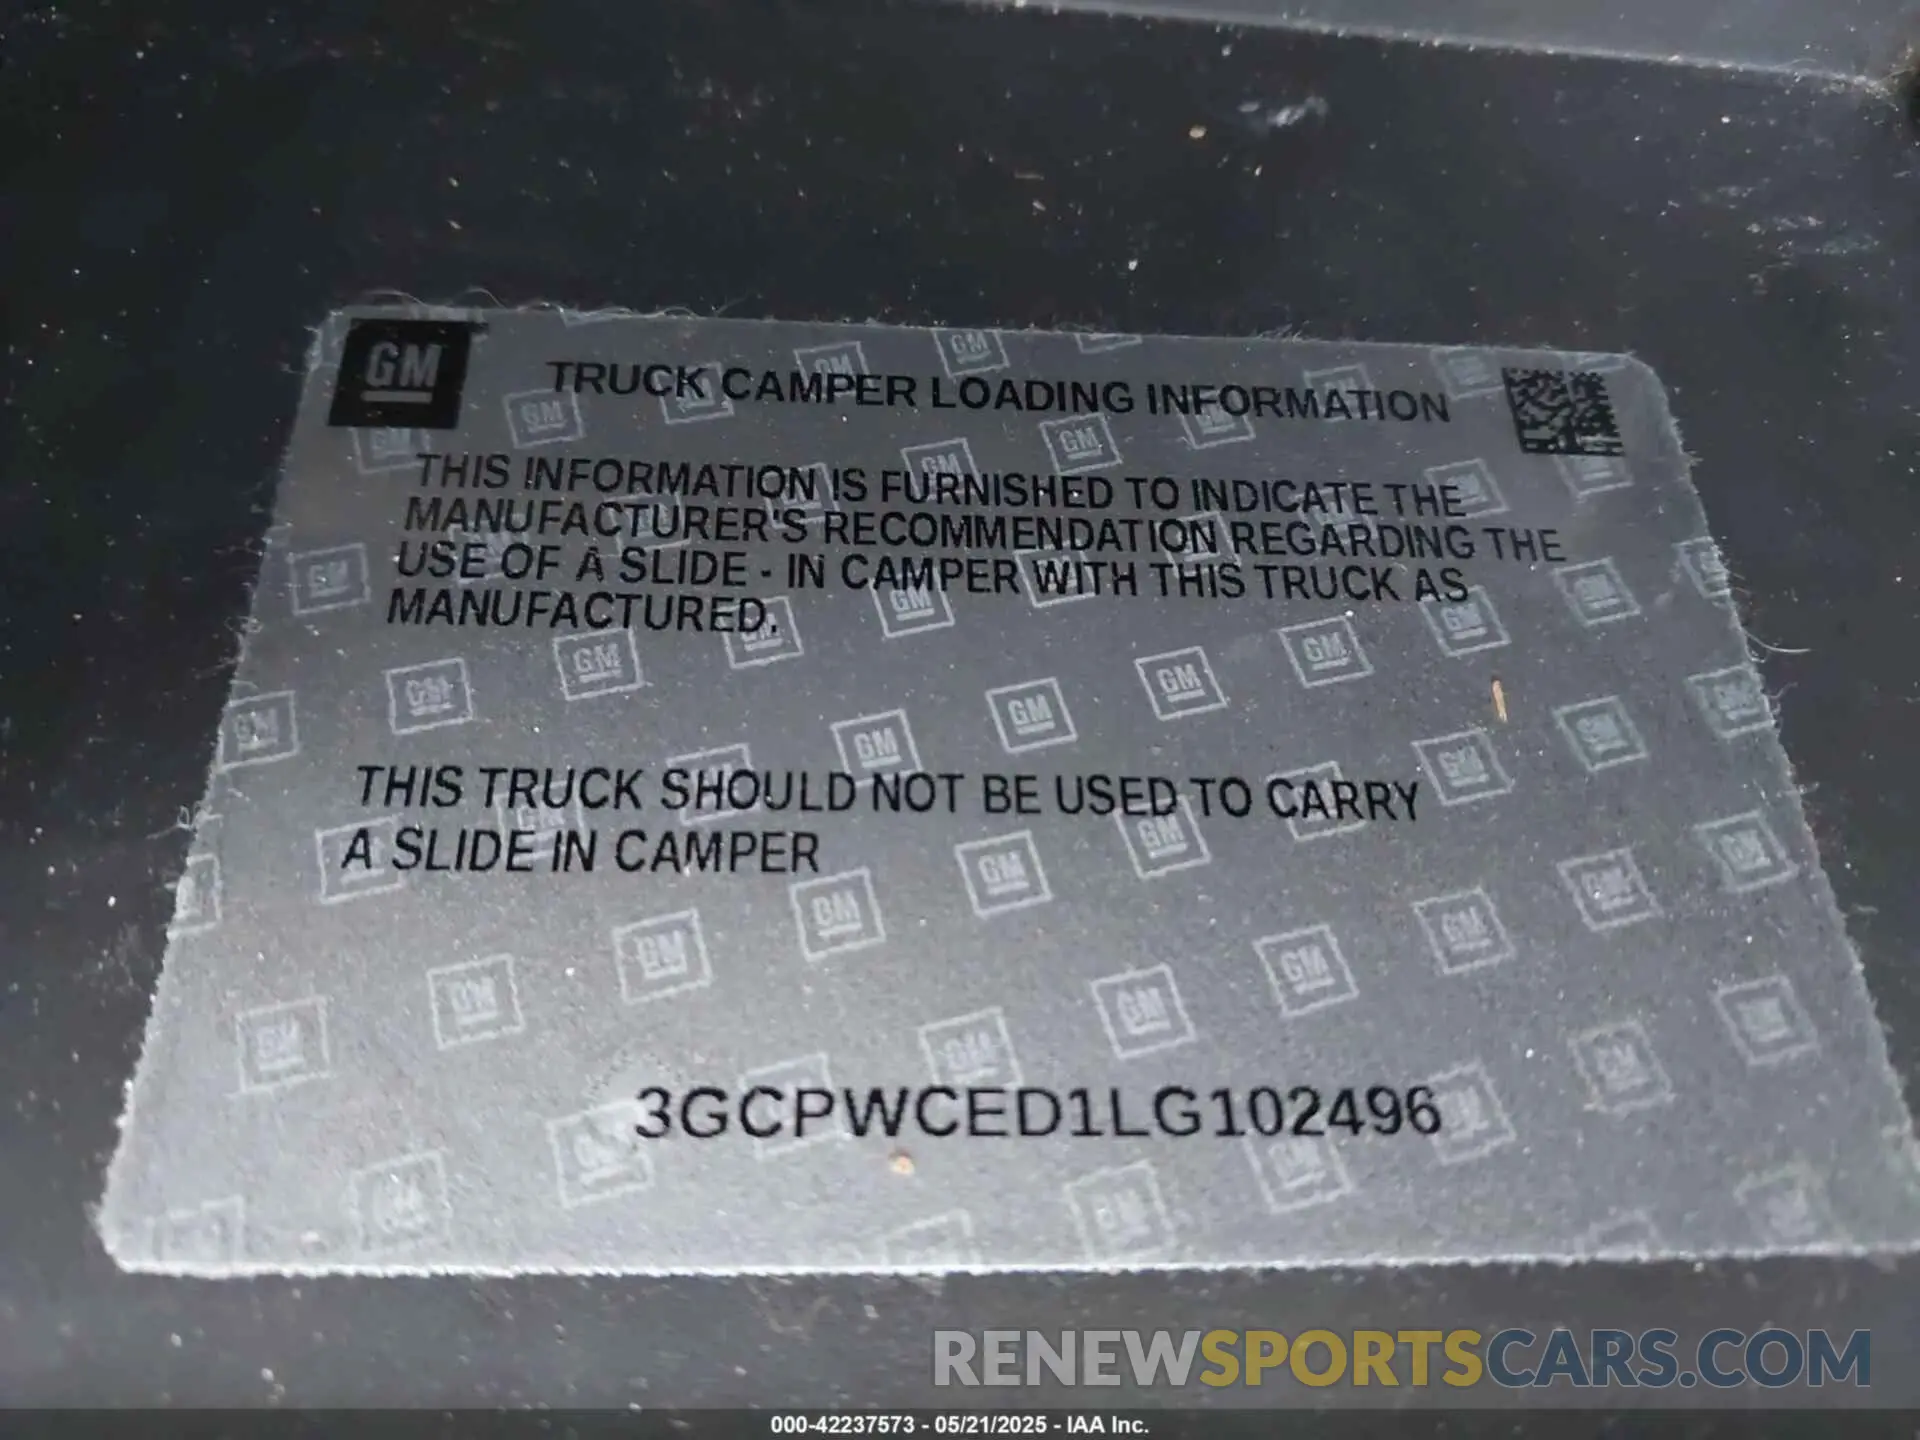 GM
TRUCK CAMPER LOADING INFORMATION
THIS INFORMATION IS FURNISHED TO INDICATE THE
MANUFACTURER'S RECOMMENDATION REGARDING THE
USE OF A SLIDE - IN CAMPER WITH THIS TRUCK AS
MANUFACTURED.
THIS TRUCK SHOULD NOT BE USED TO CARRY
A SLIDE IN CAMPER
3GCPWCED1LG102496
RENEWSPORTSCARS.COM
000-42237573 - 05/21/2025 - IAA Inc.